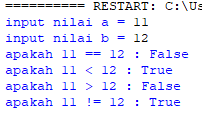 ========== RESTART: C:\Us
input nilai a = 11
input nilai b = 12
apakah 11 == 12 : False
apakah 11 < 12 : True
apakah 11 > 12 : False
apakah 11 != 12 : True